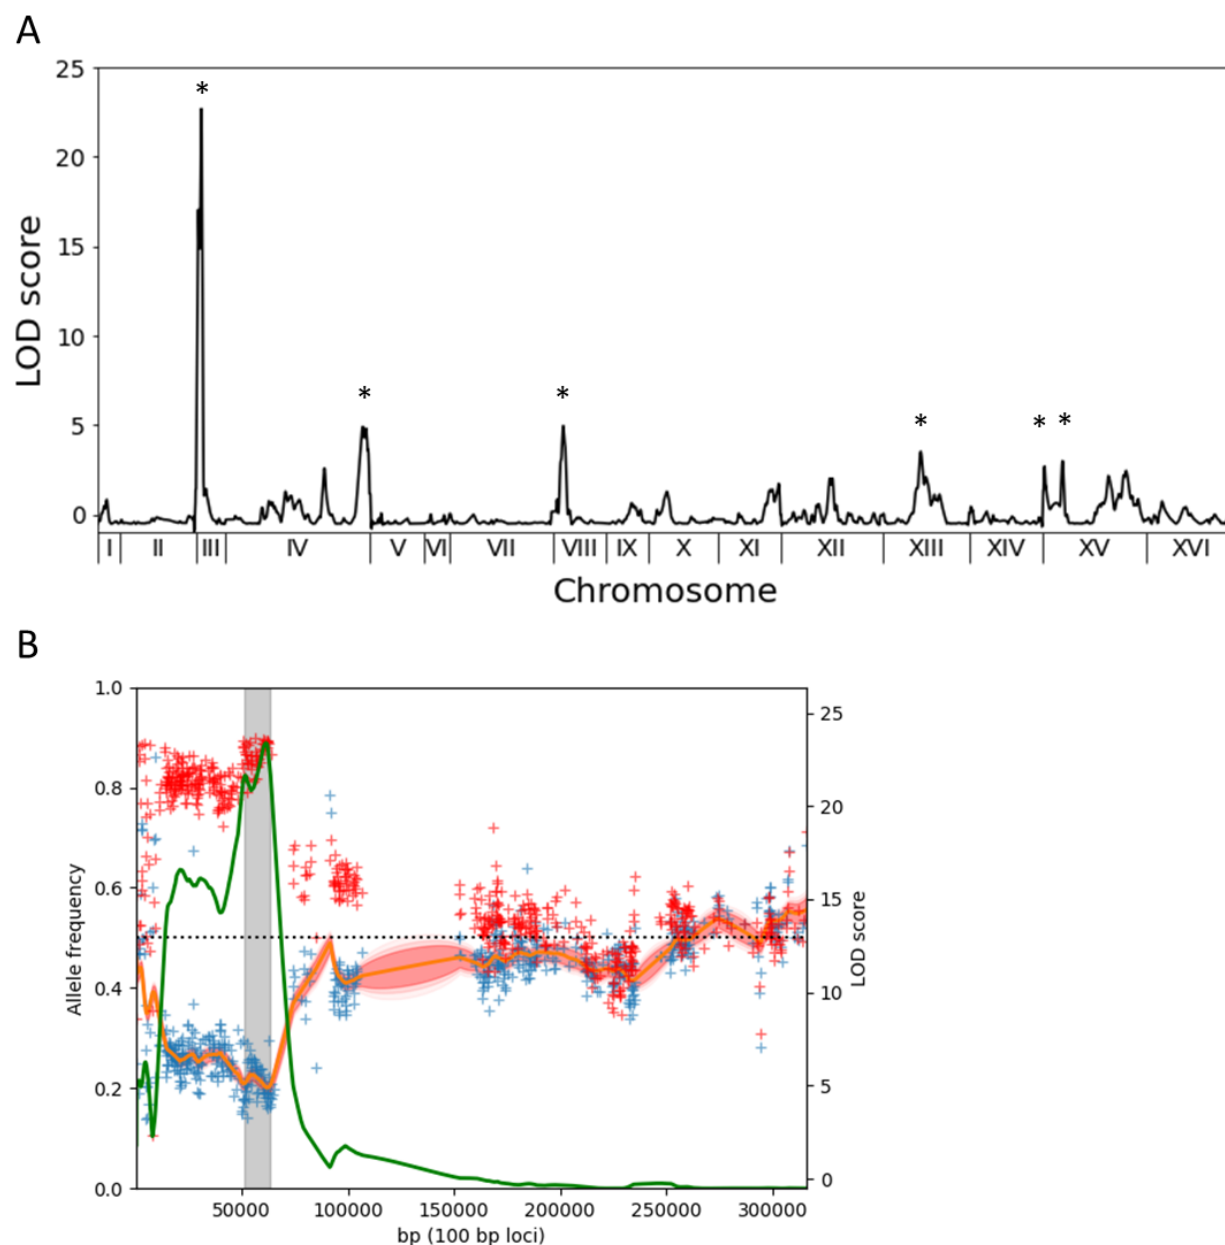 A
25
20
15
10
5
0
LOD score
* * * * * *
I II III IV V VI VII VIII IX X XI XII XIII XIV XV XVI
Chromosome
B
1.0
0.8
0.6
0.4
0.2
0.0
Allele frequency
25
20
15
10
5
0
LOD score
50000 100000 150000 200000 250000 300000
bp (100 bp loci)